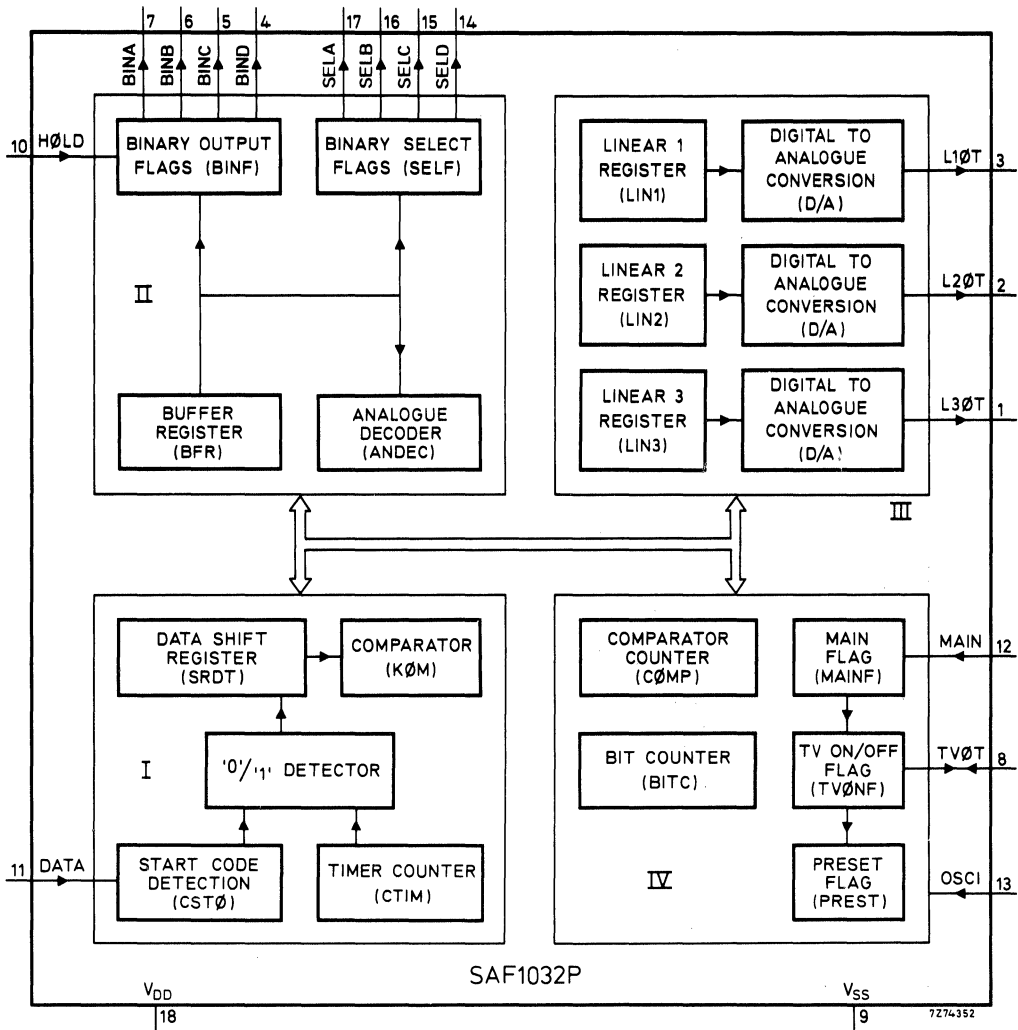 7
6
5
4
17
16
15
14
BINA
BINB
BINC
BIND
SELA
SELB
SELC
SELD
10 HØLD
BINARY OUTPUT
FLAGS (BINF)
BINARY SELECT
FLAGS (SELF)
II
BUFFER
REGISTER
(BFR)
ANALOGUE
DECODER
(ANDEC)
LINEAR 1
REGISTER
(LIN1)
DIGITAL TO
ANALOGUE
CONVERSION
(D/A)
L1ØT 3
LINEAR 2
REGISTER
(LIN2)
DIGITAL TO
ANALOGUE
CONVERSION
(D/A)
L2ØT 2
LINEAR 3
REGISTER
(LIN3)
DIGITAL TO
ANALOGUE
CONVERSION
(D/A)
L3ØT 1
III
DATA SHIFT
REGISTER
(SRDT)
COMPARATOR
(KØM)
I
'0'/'1' DETECTOR
11 DATA
START CODE
DETECTION
(CSTØ)
TIMER COUNTER
(CTIM)
COMPARATOR
COUNTER
(CØMP)
MAIN
FLAG
(MAINF)
MAIN 12
BIT COUNTER
(BITC)
TV ON/OFF
FLAG
(TVØNF)
TVØT 8
IV
PRESET
FLAG
(PREST)
OSCI 13
SAF1032P
VDD
18
VSS
9
7Z74352